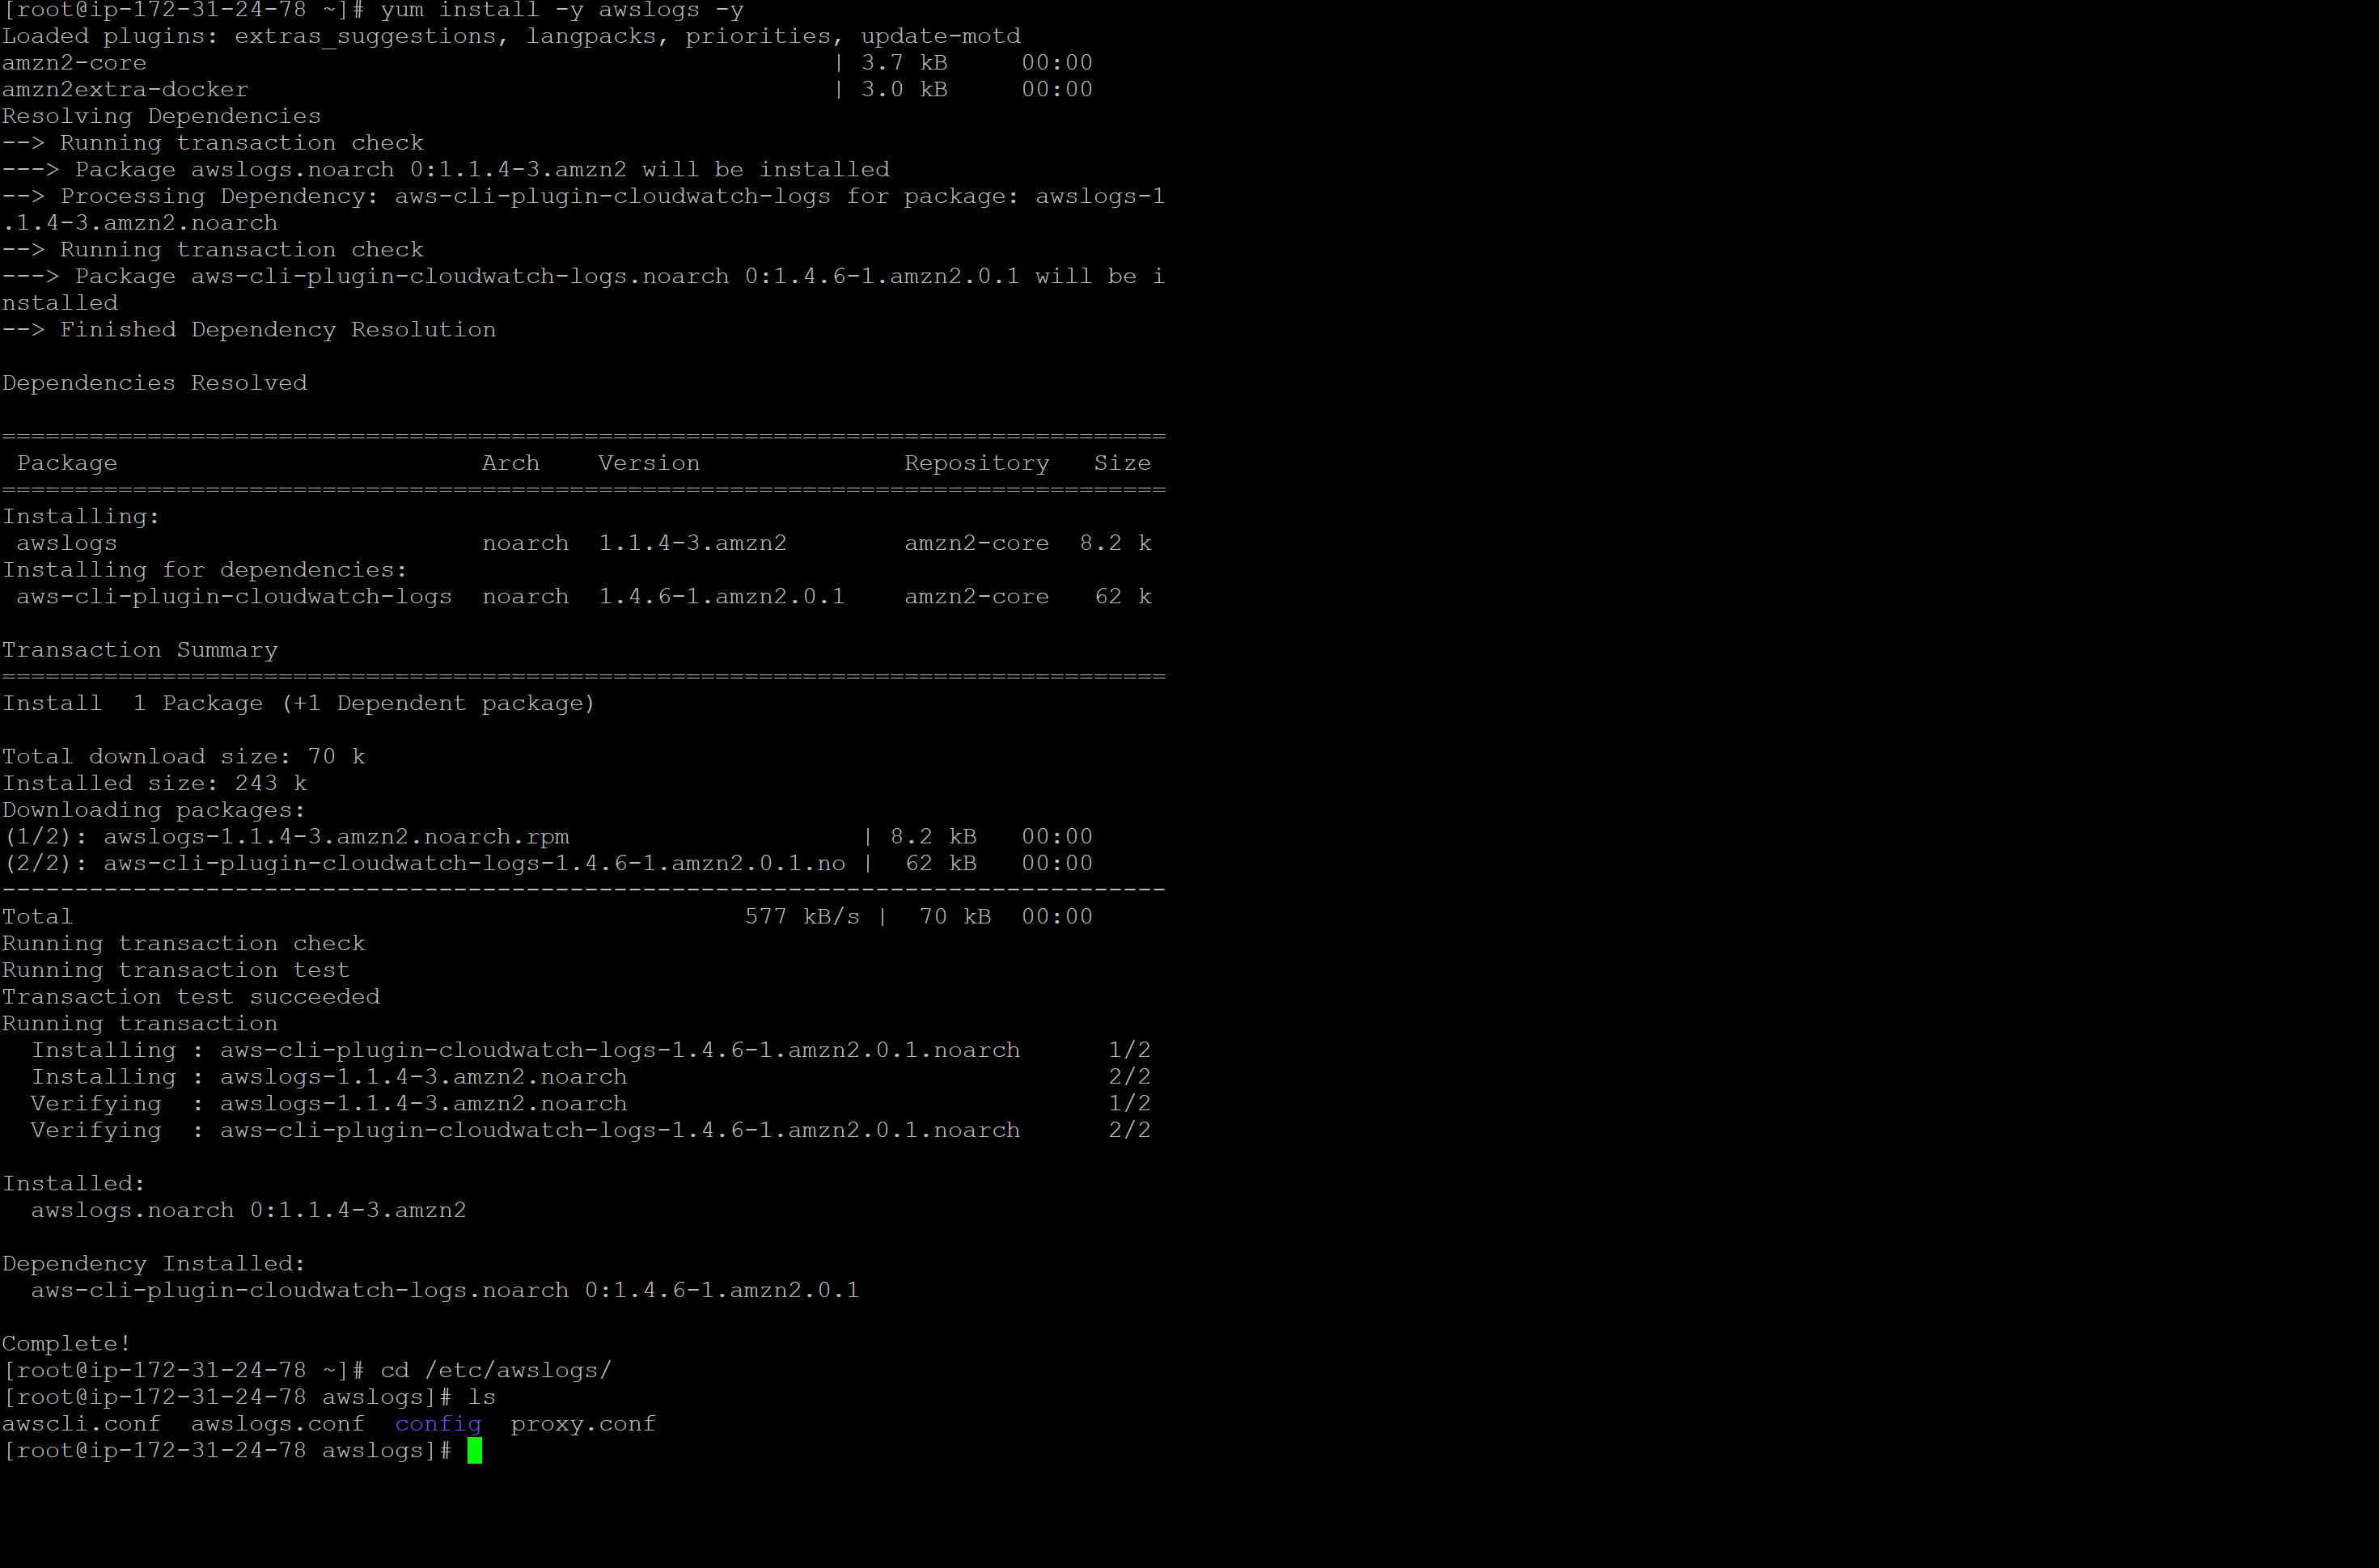 [root@ip-172-31-24-78 ~]# yum install -y awslogs -y
Loaded plugins: extras_suggestions, langpacks, priorities, update-motd
amzn2-core                                               | 3.7 kB     00:00
amzn2extra-docker                                        | 3.0 kB     00:00
Resolving Dependencies
--> Running transaction check
---> Package awslogs.noarch 0:1.1.4-3.amzn2 will be installed
--> Processing Dependency: aws-cli-plugin-cloudwatch-logs for package: awslogs-1
.1.4-3.amzn2.noarch
--> Running transaction check
---> Package aws-cli-plugin-cloudwatch-logs.noarch 0:1.4.6-1.amzn2.0.1 will be i
nstalled
--> Finished Dependency Resolution

Dependencies Resolved

================================================================================
 Package                         Arch    Version              Repository   Size
================================================================================
Installing:
 awslogs                         noarch  1.1.4-3.amzn2        amzn2-core  8.2 k
Installing for dependencies:
 aws-cli-plugin-cloudwatch-logs  noarch  1.4.6-1.amzn2.0.1    amzn2-core   62 k

Transaction Summary
================================================================================
Install  1 Package (+1 Dependent package)

Total download size: 70 k
Installed size: 243 k
Downloading packages:
(1/2): awslogs-1.1.4-3.amzn2.noarch.rpm                    | 8.2 kB   00:00
(2/2): aws-cli-plugin-cloudwatch-logs-1.4.6-1.amzn2.0.1.no |  62 kB   00:00
--------------------------------------------------------------------------------
Total                                              577 kB/s |  70 kB  00:00
Running transaction check
Running transaction test
Transaction test succeeded
Running transaction
  Installing : aws-cli-plugin-cloudwatch-logs-1.4.6-1.amzn2.0.1.noarch      1/2
  Installing : awslogs-1.1.4-3.amzn2.noarch                                 2/2
  Verifying  : awslogs-1.1.4-3.amzn2.noarch                                 1/2
  Verifying  : aws-cli-plugin-cloudwatch-logs-1.4.6-1.amzn2.0.1.noarch      2/2

Installed:
  awslogs.noarch 0:1.1.4-3.amzn2

Dependency Installed:
  aws-cli-plugin-cloudwatch-logs.noarch 0:1.4.6-1.amzn2.0.1

Complete!
[root@ip-172-31-24-78 ~]# cd /etc/awslogs/
[root@ip-172-31-24-78 awslogs]# ls
awscli.conf  awslogs.conf  config  proxy.conf
[root@ip-172-31-24-78 awslogs]#